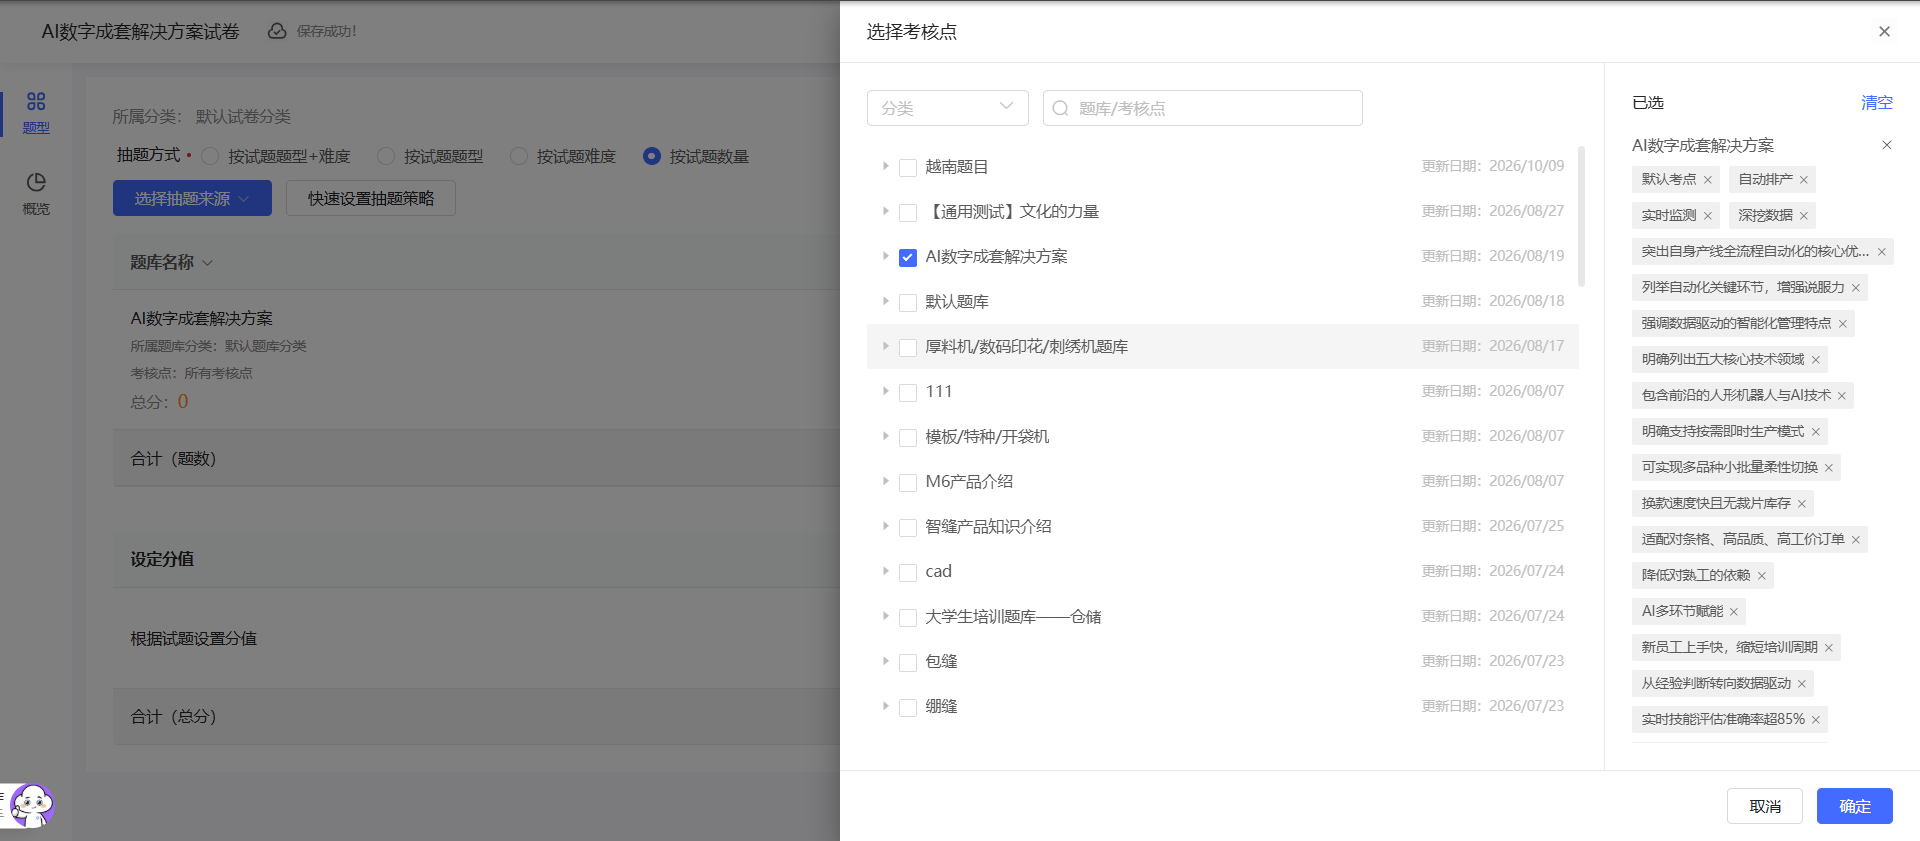 AI数字成套解决方案试卷 保存成功!
题型
概览
所属分类： 默认试卷分类
抽题方式 • 按试题题型+难度 按试题题型 按试题难度 按试题数量
选择抽题来源 快速设置抽题策略
题库名称
AI数字成套解决方案
所属题库分类：默认题库分类
考核点：所有考核点
总分：0
合计（题数）
设定分值
根据试题设置分值
合计（总分）
选择考核点
分类 题库/考核点
越南题目 更新日期：2026/10/09
【通用测试】文化的力量 更新日期：2026/08/27
AI数字成套解决方案 更新日期：2026/08/19
默认题库 更新日期：2026/08/18
厚料机/数码印花/刺绣机题库 更新日期：2026/08/17
111 更新日期：2026/08/07
模板/特种/开袋机 更新日期：2026/08/07
M6产品介绍 更新日期：2026/08/07
智缝产品知识介绍 更新日期：2026/07/25
cad 更新日期：2026/07/24
大学生培训题库——仓储 更新日期：2026/07/24
包缝 更新日期：2026/07/23
绷缝 更新日期：2026/07/23
已选 清空
AI数字成套解决方案
默认考点 自动排产
实时监测 深挖数据
突出自身产线全流程自动化的核心优...
列举自动化关键环节，增强说服力
强调数据驱动的智能化管理特点
明确列出五大核心技术领域
包含前沿的人形机器人与AI技术
明确支持按需即时生产模式
可实现多品种小批量柔性切换
换款速度快且无裁片库存
适配对条格、高品质、高工价订单
降低对熟工的依赖
AI多环节赋能
新员工上手快，缩短培训周期
从经验判断转向数据驱动
实时技能评估准确率超85%
取消 确定